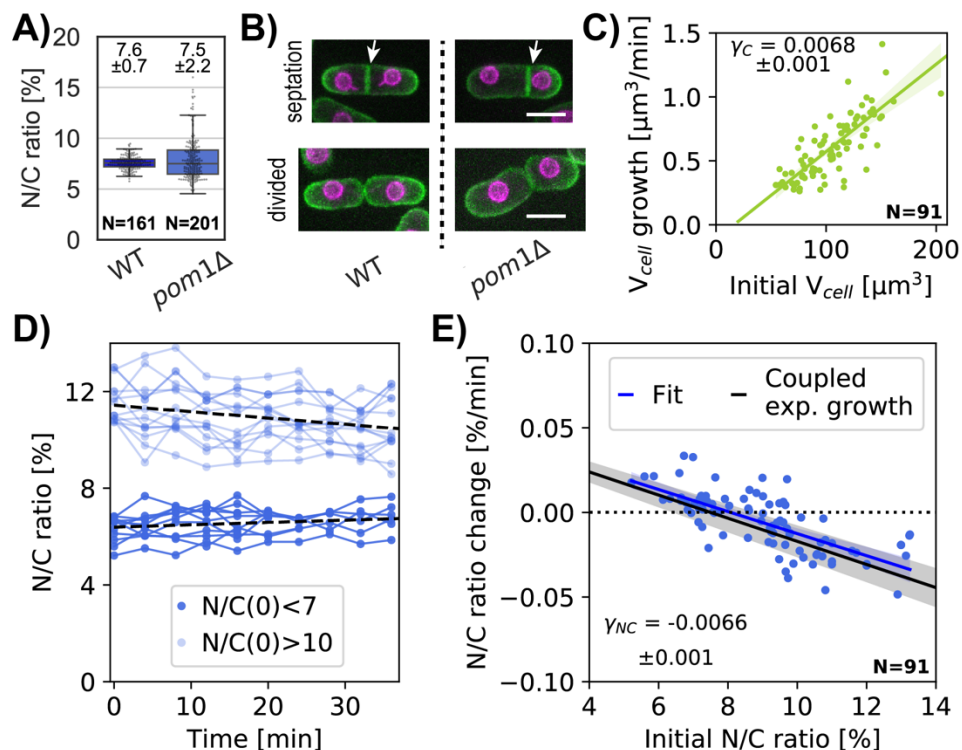 A)
N/C ratio [%]
20
15
10
5
0
7.6
±0.7
7.5
±2.2
N=161
N=201
WT
pom1Δ
B)
septation
divided
WT
pom1Δ
C)
V_cell growth [μm³/min]
1.5
1.0
0.5
0.0
γ_C = 0.0068
±0.001
N=91
0
100
200
Initial V_cell [μm³]
D)
N/C ratio [%]
12
8
4
0
N/C(0)<7
N/C(0)>10
0
10
20
30
Time [min]
E)
N/C ratio change [%/min]
0.10
0.05
0.00
−0.05
−0.10
Fit
Coupled
exp. growth
γ_NC = -0.0066
±0.001
N=91
4
6
8
10
12
14
Initial N/C ratio [%]